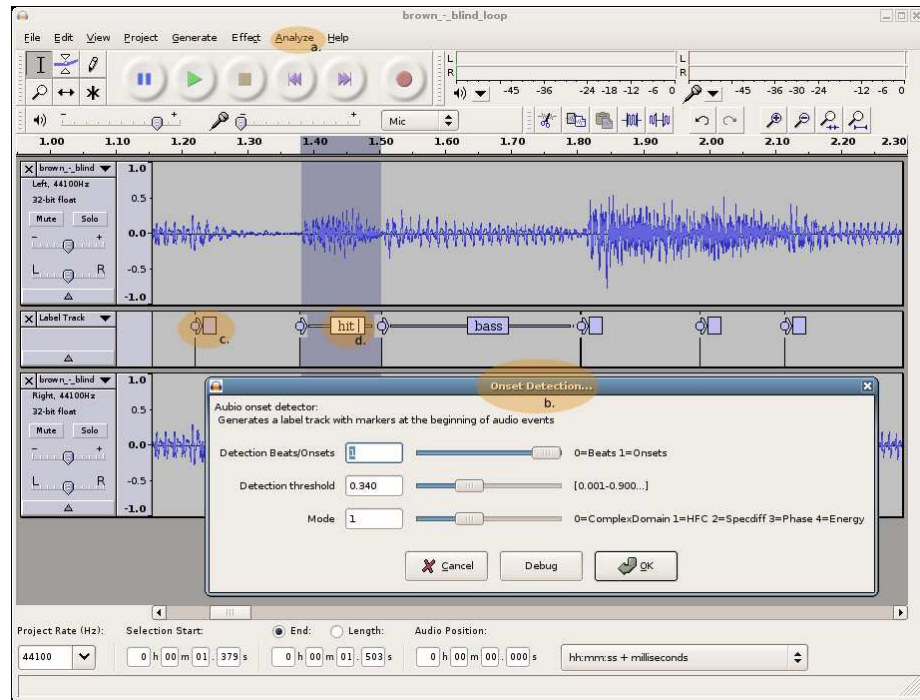 brown_-_blind_loop
File Edit View Project Generate Effect Analyze Help
a.
L
R
-45 -36 -24 -18 -12 -6 0
L
R
-45 -36 -30 -24 -12 -6 0
- +
- +
Mic
1.00 1.10 1.20 1.30 1.40 1.50 1.60 1.70 1.80 1.90 2.00 2.10 2.20 2.30
brown_-_blind
Left, 44100Hz
32-bit float
Mute Solo
- +
L R
1.0
0.5
0.0
-0.5
-1.0
Label Track
c.
hit
d.
bass
brown_-_blind
Right, 44100Hz
32-bit float
Mute Solo
- +
L R
1.0
0.5
0.0
-0.5
-1.0
Onset Detection...
b.
Aubio onset detector:
Generates a label track with markers at the beginning of audio events
Detection Beats/Onsets 1 0=Beats 1=Onsets
Detection threshold 0.340 [0.001-0.900...]
Mode 1 0=ComplexDomain 1=HFC 2=Specdiff 3=Phase 4=Energy
Cancel Debug OK
Project Rate (Hz): Selection Start: End: Length: Audio Position:
44100 0 h 00 m 01 . 379 s 0 h 00 m 01 . 503 s 0 h 00 m 00 . 000 s hh:mm:ss + milliseconds